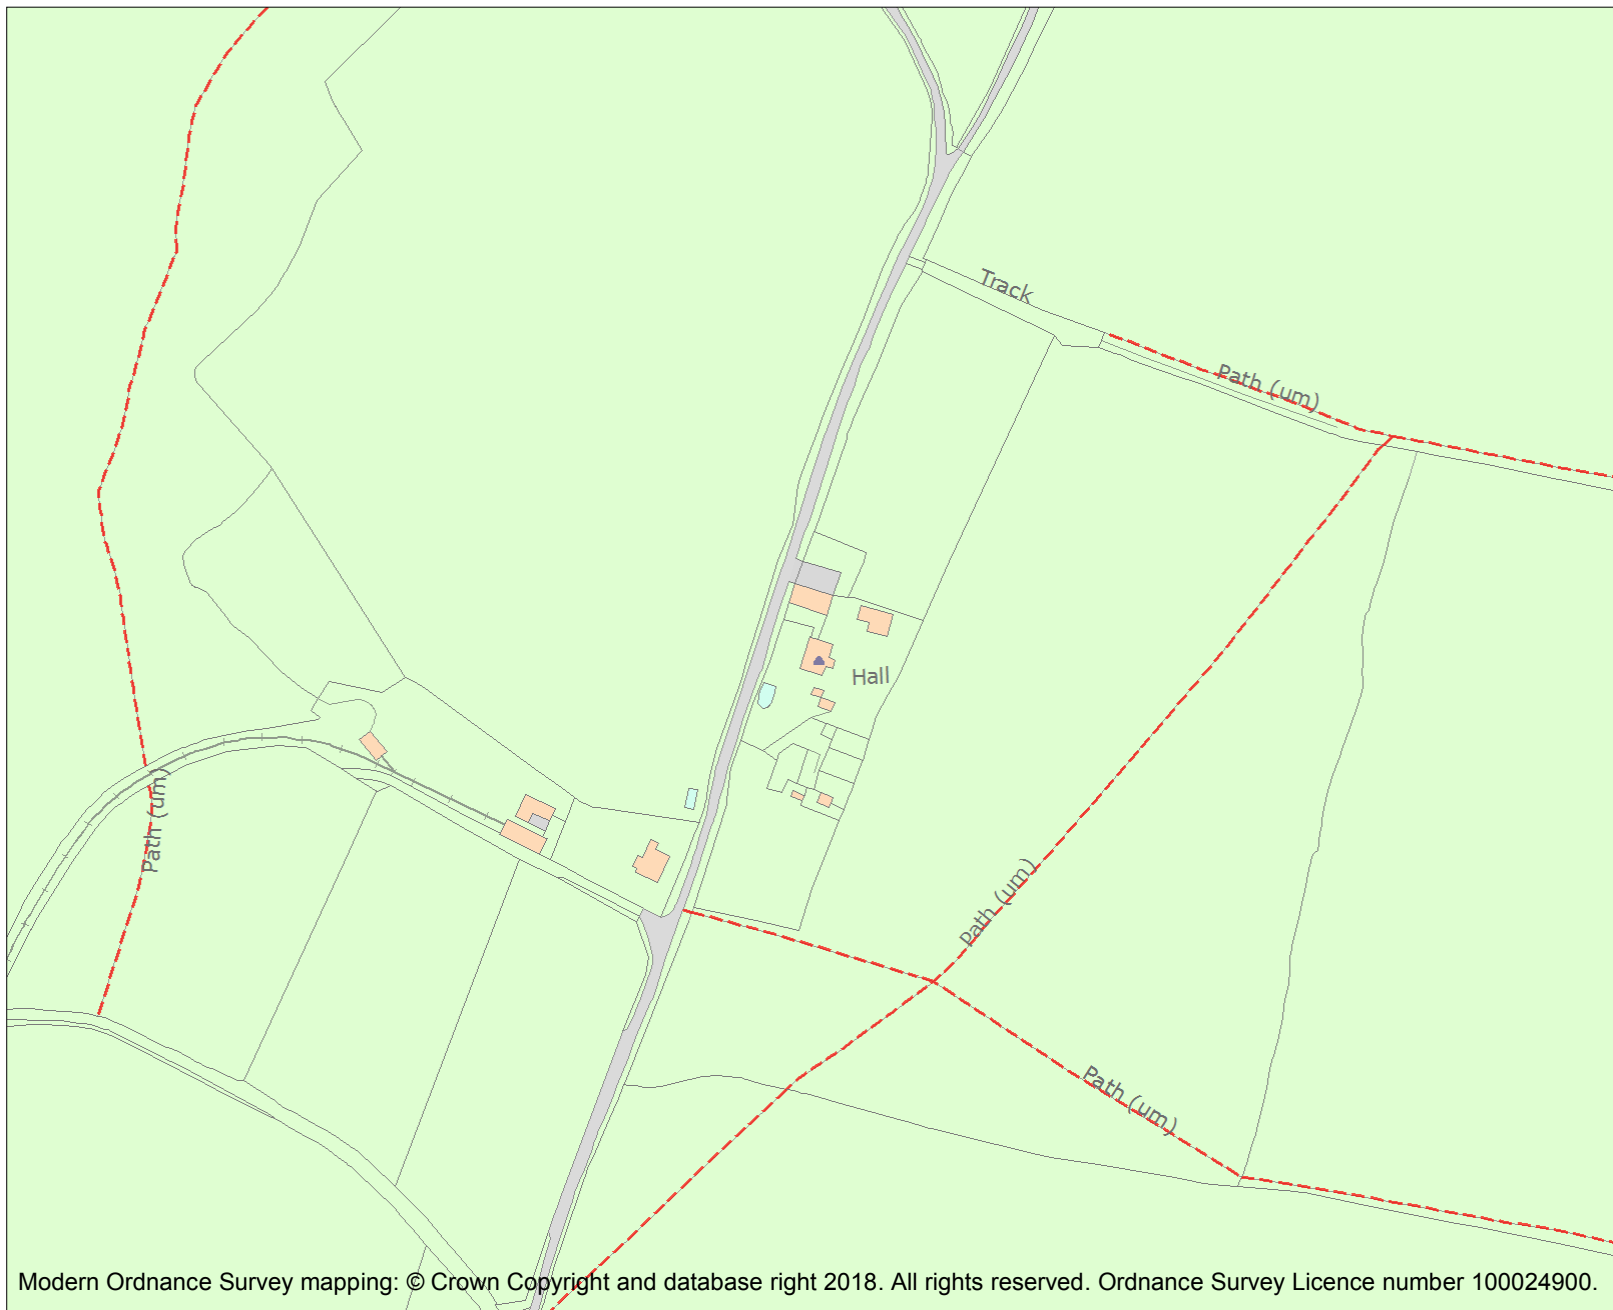 Track
Path (um)
Hall
Path (um)
Path (um)
Path (um)
Modern Ordnance Survey mapping: © Crown Copyright and database right 2018. All rights reserved. Ordnance Survey Licence number 100024900.